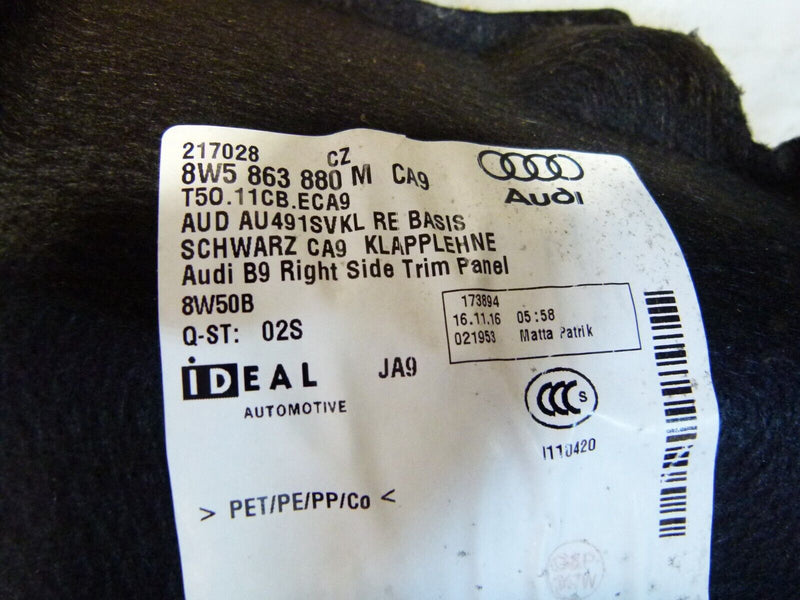 217028 CZ
8W5 863 880 M CA9
T50.11CB.ECA9
AUD AU491SVKL RE BASIS
SCHWARZ CA9 KLAPPLEHNE
Audi B9 Right Side Trim Panel
8W50B
Q-ST: 02S
Audi
173894
16.11.16 05:58
021953 Matta Patrik
IDEAL
AUTOMOTIVE
JA9
CCC S
I110420
> PET/PE/PP/Co <